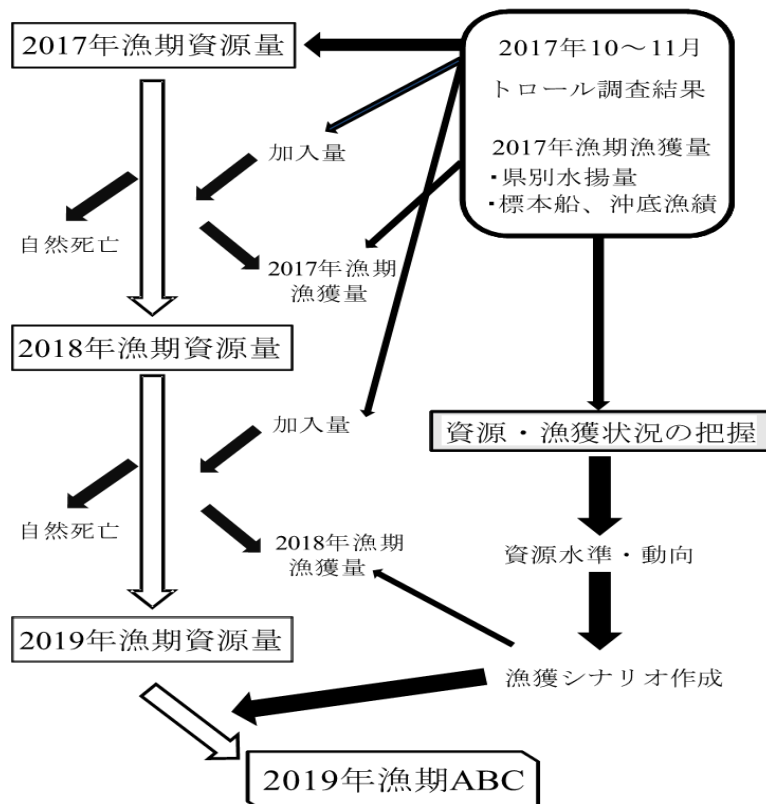 2017年漁期資源量
2017年10～11月
トロール調査結果
2017年漁期漁獲量
・県別水揚量
・標本船、沖底漁績
加入量
自然死亡
2017年漁期
漁獲量
2018年漁期資源量
加入量
資源・漁獲状況の把握
自然死亡
2018年漁期
漁獲量
資源水準・動向
2019年漁期資源量
漁獲シナリオ作成
2019年漁期ABC